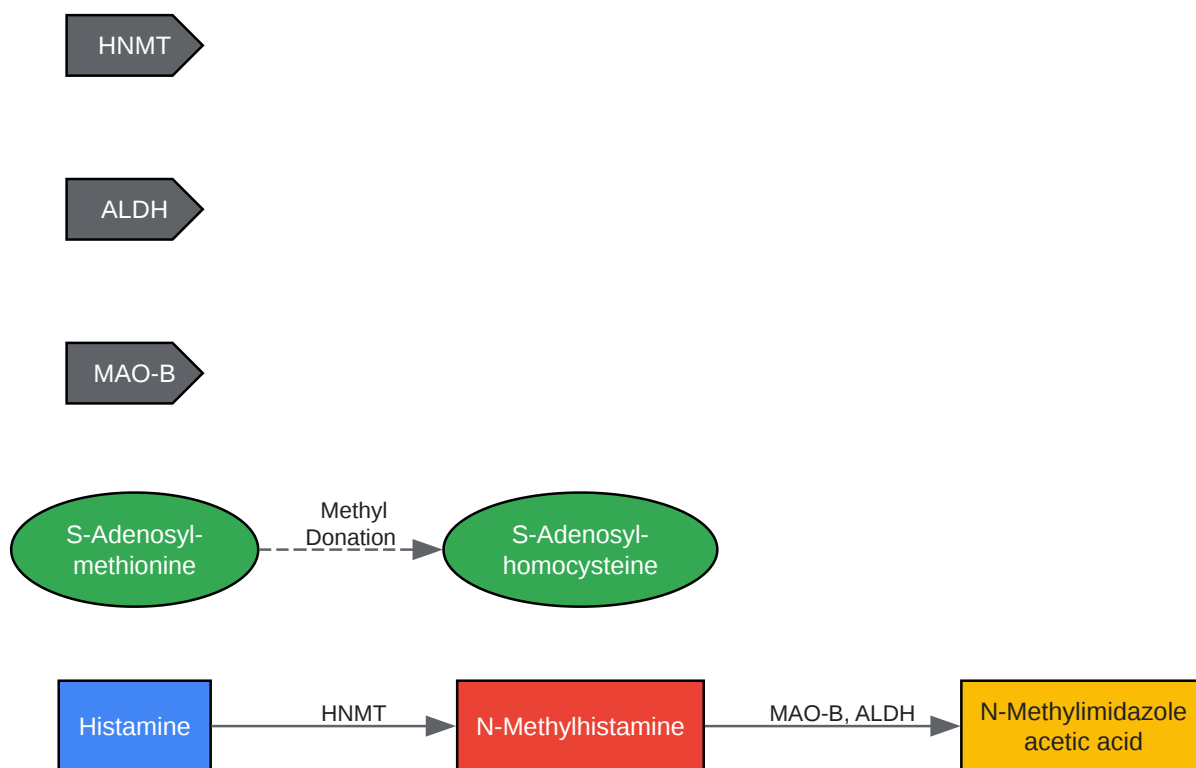 HNMT
ALDH
MAO-B
S-Adenosyl-
methionine
Methyl
Donation
S-Adenosyl-
homocysteine
Histamine
HNMT
N-Methylhistamine
MAO-B, ALDH
N-Methylimidazole
acetic acid